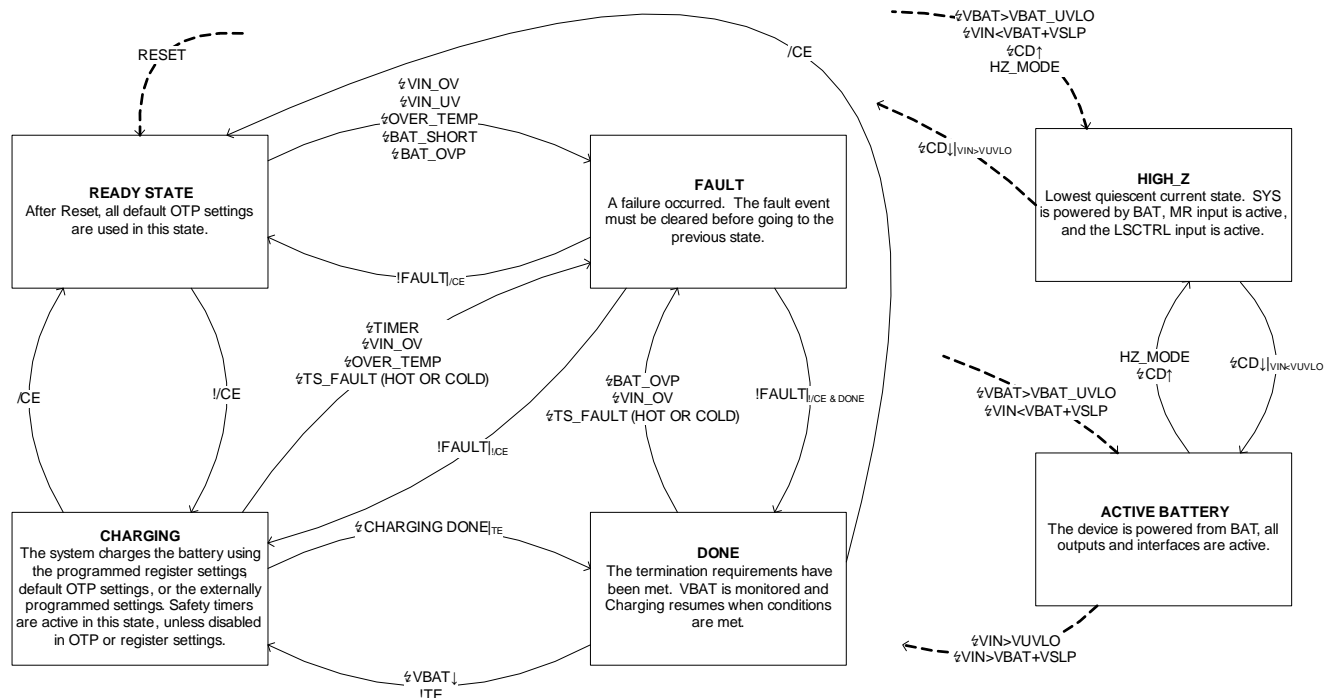 RESET
/CE
↯VIN_OV
↯VIN_UV
↯OVER_TEMP
↯BAT_SHORT
↯BAT_OVP
READY STATE
After Reset, all default OTP settings
are used in this state.
FAULT
A failure occurred. The fault event
must be cleared before going to the
previous state.
!FAULT|/CE
↯TIMER
↯VIN_OV
↯OVER_TEMP
↯TS_FAULT (HOT OR COLD)
/CE
!/CE
↯BAT_OVP
↯VIN_OV
↯TS_FAULT (HOT OR COLD)
!FAULT|!/CE & DONE
!FAULT|!/CE
CHARGING
The system charges the battery using
the programmed register settings,
default OTP settings, or the externally
programmed settings. Safety timers
are active in this state, unless disabled
in OTP or register settings.
↯CHARGING DONE|TE
DONE
The termination requirements have
been met. VBAT is monitored and
Charging resumes when conditions
are met.
↯VBAT↓
!TE
↯VBAT>VBAT_UVLO
↯VIN<VBAT+VSLP
↯CD↑
HZ_MODE
↯CD↓|VIN>VUVLO
HIGH_Z
Lowest quiescent current state. SYS
is powered by BAT, MR input is active,
and the LSCTRL input is active.
HZ_MODE
↯CD↑
↯CD↓|VIN<VUVLO
↯VBAT>VBAT_UVLO
↯VIN<VBAT+VSLP
ACTIVE BATTERY
The device is powered from BAT, all
outputs and interfaces are active.
↯VIN>VUVLO
↯VIN>VBAT+VSLP